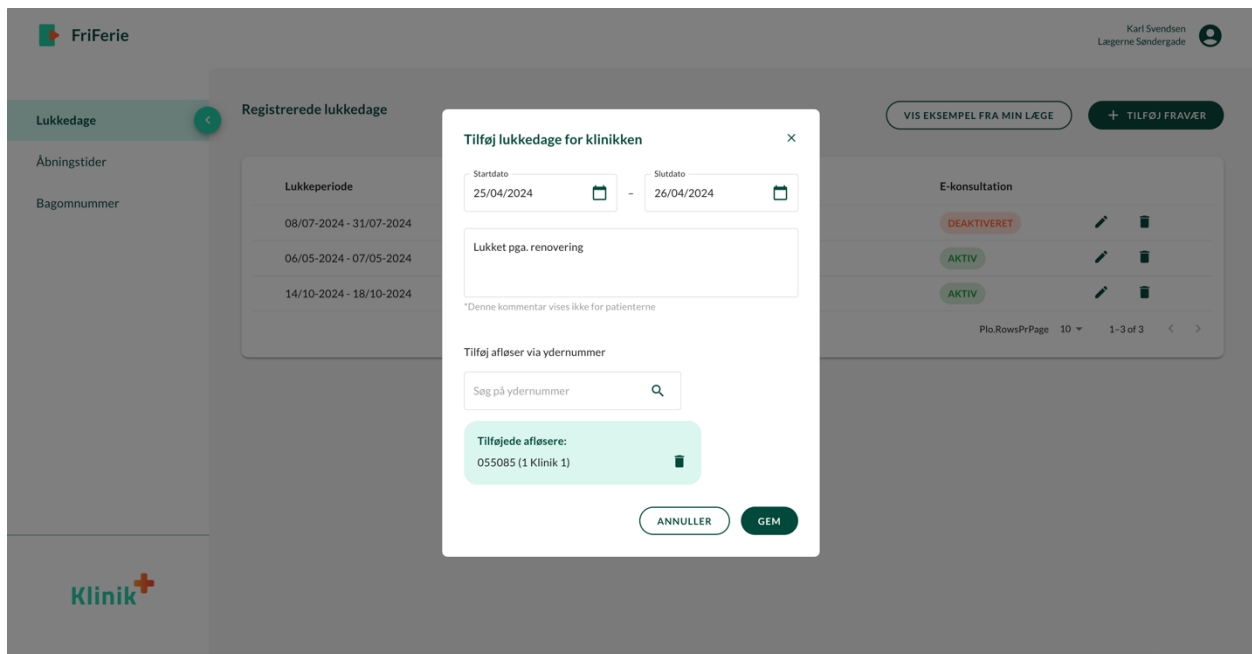 FriFerie
Karl Svendsen
Lægerne Søndergade
Lukkedage
Åbningstider
Bagomnummer
Klinik
Registrerede lukkedage
VIS EKSEMPEL FRA MIN LÆGE
+ TILFØJ FRAVÆR
Lukkeperiode
E-konsultation
08/07-2024 - 31/07-2024
DEAKTIVERET
06/05-2024 - 07/05-2024
AKTIV
14/10-2024 - 18/10-2024
AKTIV
Plo.RowsPrPage 10 1–3 of 3
Tilføj lukkedage for klinikken
Startdato
Slutdato
25/04/2024 – 26/04/2024
Lukket pga. renovering
*Denne kommentar vises ikke for patienterne
Tilføj afløser via ydernummer
Søg på ydernummer
Tilføjede afløsere:
055085 (1 Klinik 1)
ANNULLER
GEM